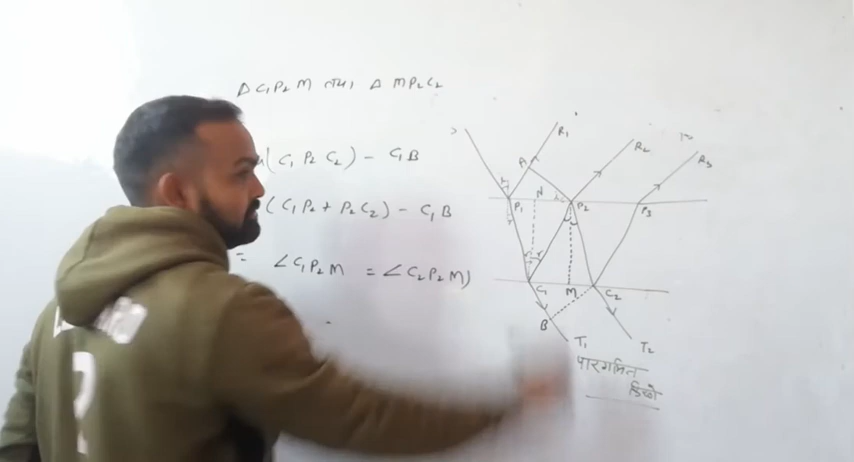 Δ C₁P₂M तथा Δ MP₂C₂
( C₁P₂C₂) - C₁B
( C₁P₂ + P₂C₂) - C₁B
= ∠C₁P₂M = ∠C₂P₂M)
R₁
R₂
R₃
A
N
P₁
P₂
P₃
r
C₁
M
C₂
B
T₁
T₂
पारगमित